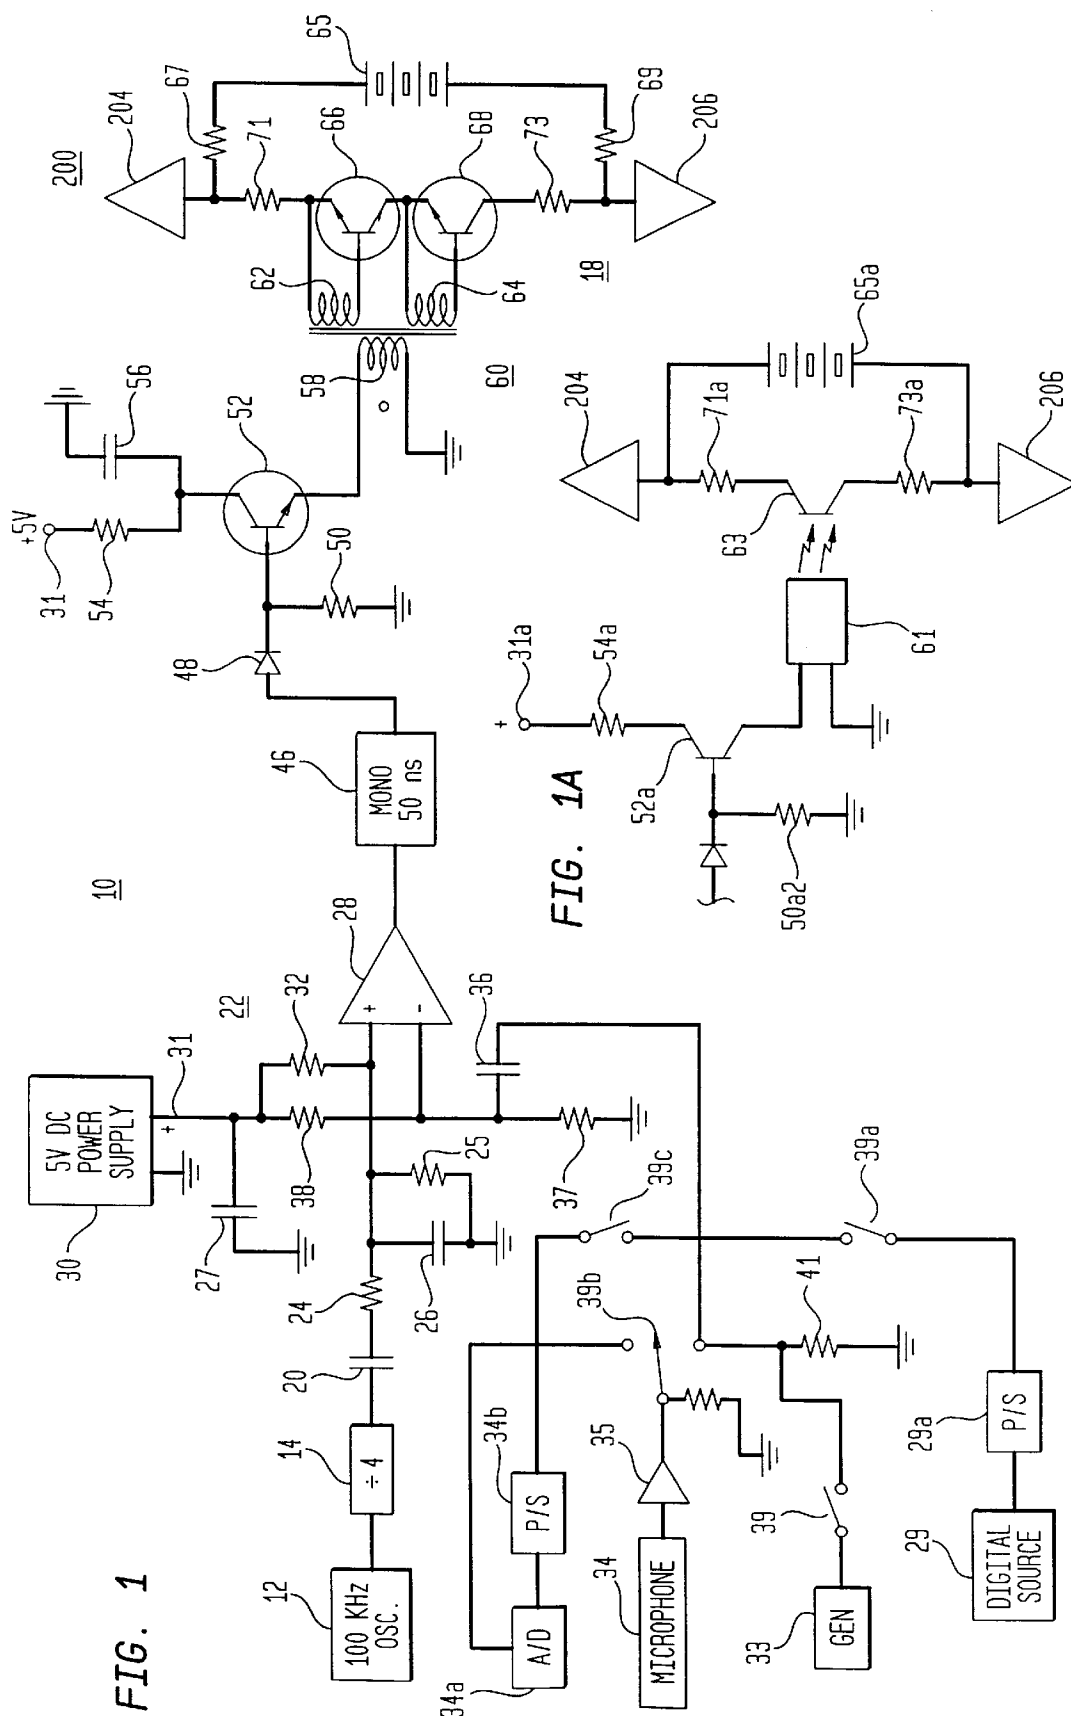 FIG. 1
10
12
100 KHz
OSC.
14
÷ 4
20
24
26
25
27
30
5V DC
POWER
SUPPLY
+
31
22
38
32
28
+
-
36
37
46
MONO
50 ns
48
50
31
+5V
54
56
52
58
60
62
64
66
68
18
200
204
67
71
65
73
69
206
34a
A/D
34b
P/S
34
MICROPHONE
35
39b
39c
39a
41
33
GEN
39
29
DIGITAL
SOURCE
29a
P/S
FIG. 1A
50a2
52a
+
31a
54a
61
63
204
71a
65a
73a
206